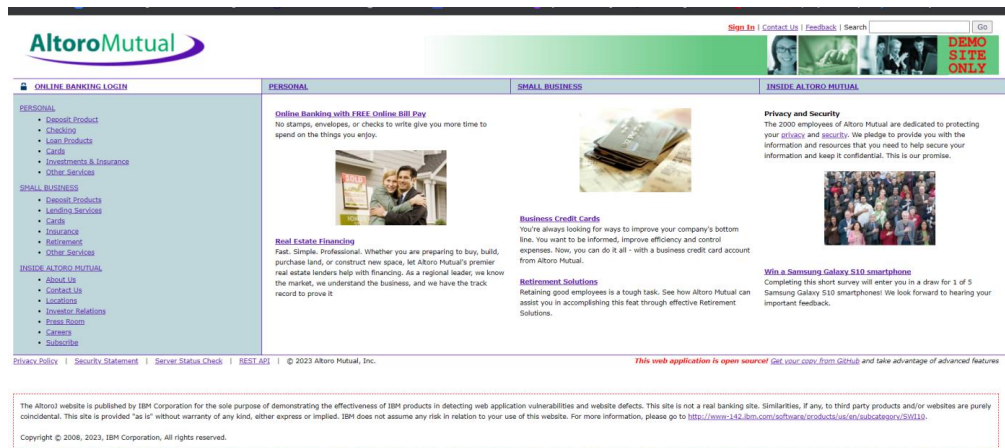 Sign In | Contact Us | Feedback | Search Go
AltoroMutual
DEMO
SITE
ONLY
ONLINE BANKING LOGIN
PERSONAL
SMALL BUSINESS
INSIDE ALTORO MUTUAL
PERSONAL
Deposit Product
Checking
Loan Products
Cards
Investments & Insurance
Other Services
SMALL BUSINESS
Deposit Products
Lending Services
Cards
Insurance
Retirement
Other Services
INSIDE ALTORO MUTUAL
About Us
Contact Us
Locations
Investor Relations
Press Room
Careers
Subscribe
Online Banking with FREE Online Bill Pay
No stamps, envelopes, or checks to write give you more time to
spend on the things you enjoy.
SOLD
Real Estate Financing
Fast. Simple. Professional. Whether you are preparing to buy, build,
purchase land, or construct new space, let Altoro Mutual's premier
real estate lenders help with financing. As a regional leader, we know
the market, we understand the business, and we have the track
record to prove it
Business Credit Cards
You're always looking for ways to improve your company's bottom
line. You want to be informed, improve efficiency and control
expenses. Now, you can do it all - with a business credit card account
from Altoro Mutual.
Retirement Solutions
Retaining good employees is a tough task. See how Altoro Mutual can
assist you in accomplishing this feat through effective Retirement
Solutions.
Privacy and Security
The 2000 employees of Altoro Mutual are dedicated to protecting
your privacy and security. We pledge to provide you with the
information and resources that you need to help secure your
information and keep it confidential. This is our promise.
Win a Samsung Galaxy S10 smartphone
Completing this short survey will enter you in a draw for 1 of 5
Samsung Galaxy S10 smartphones! We look forward to hearing your
important feedback.
Privacy Policy | Security Statement | Server Status Check | REST API | © 2023 Altoro Mutual, Inc.
This web application is open source! Get your copy from GitHub and take advantage of advanced features
The AltoroJ website is published by IBM Corporation for the sole purpose of demonstrating the effectiveness of IBM products in detecting web application vulnerabilities and website defects. This site is not a real banking site. Similarities, if any, to third party products and/or websites are purely
coincidental. This site is provided "as is" without warranty of any kind, either express or implied. IBM does not assume any risk in relation to your use of this website. For more information, please go to http://www-142.ibm.com/software/products/us/en/subcategory/SWI10.
Copyright © 2008, 2023, IBM Corporation, All rights reserved.